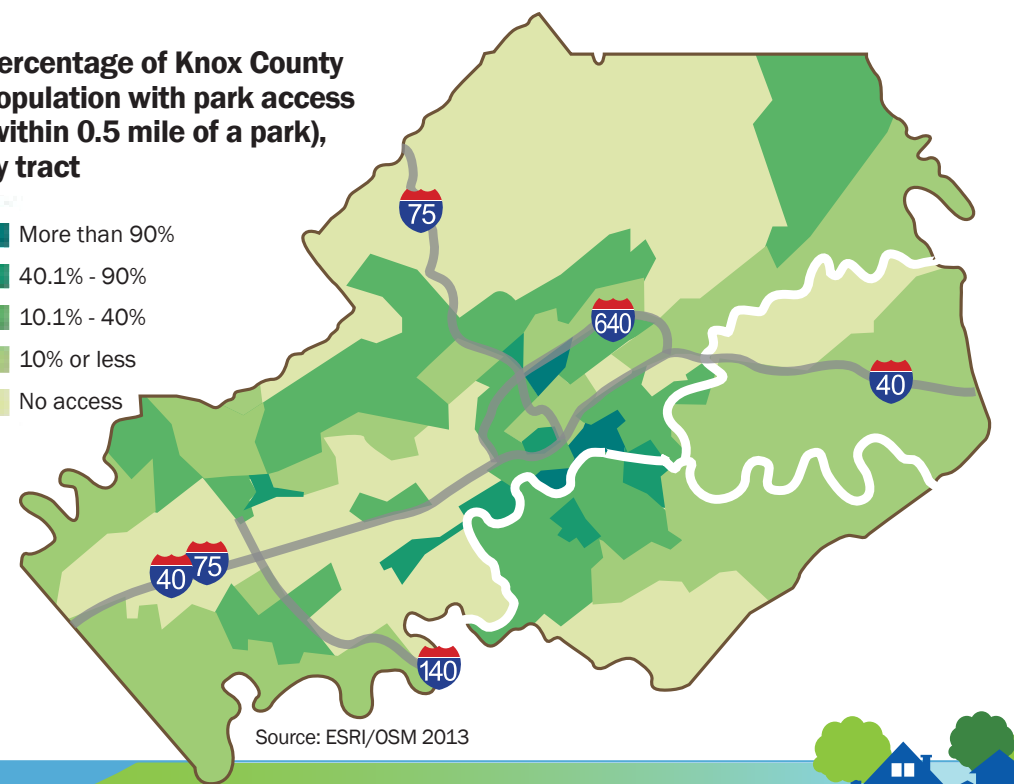 ercentage of Knox County
opulation with park access
within 0.5 mile of a park),
y tract
More than 90%
40.1% - 90%
10.1% - 40%
10% or less
No access
75
640
40
40
75
140
Source: ESRI/OSM 2013